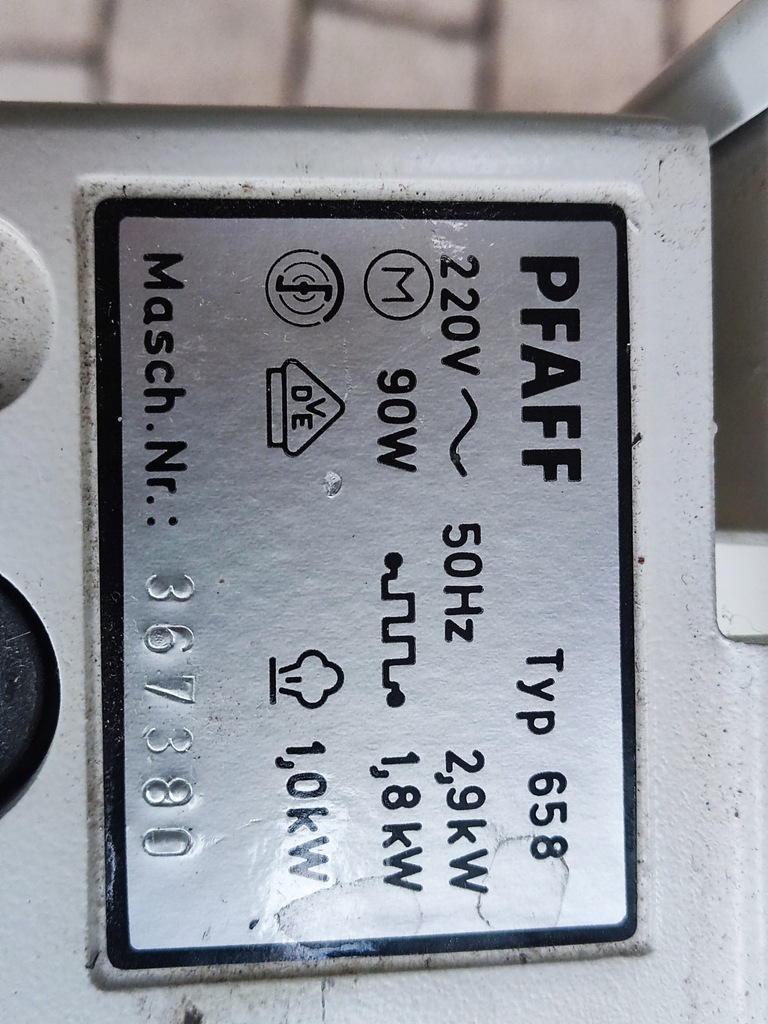 PFAFF Typ 658
220V ~ 50Hz 2,9kW
M 90W 1,8kW
DVE 1,0kW
Masch.Nr.: 367380